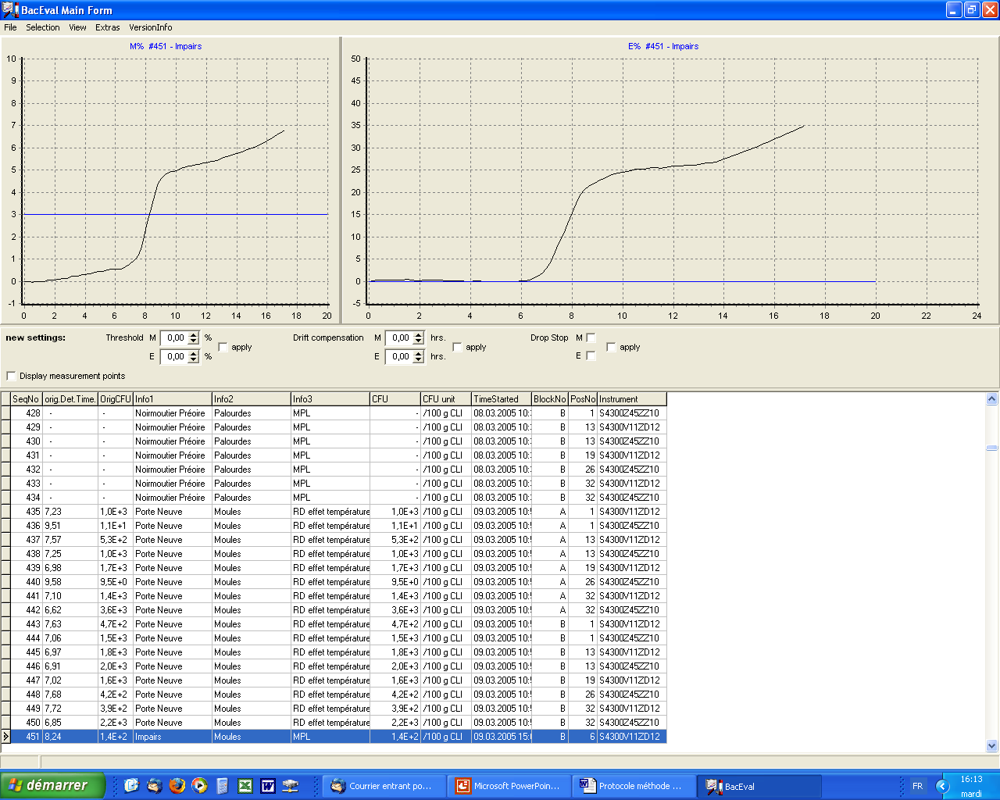 BacEval Main Form
File Selection View Extras VersionInfo
M% #451 - Impairs
10
9
8
7
6
5
4
3
2
1
0
-1
0 2 4 6 8 10 12 14 16 18 20
E% #451 - Impairs
50
45
40
35
30
25
20
15
10
5
0
-5
0 2 4 6 8 10 12 14 16 18 20 22 24
new settings: Threshold M 0,00 % apply Drift compensation M 0,00 hrs. apply Drop Stop M apply
E 0,00 % E 0,00 hrs. E
Display measurement points
SeqNo orig.Det.Time. OrigCFU Info1 Info2 Info3 CFU CFU unit TimeStarted BlockNo PosNo Instrument
428 - - Noirmoutier Préoire Palourdes MPL - /100 g CLI 08.03.2005 10: B 1 S4300Z45ZZ10
429 - - Noirmoutier Préoire Palourdes MPL - /100 g CLI 08.03.2005 10: B 13 S4300V11ZD12
430 - - Noirmoutier Préoire Palourdes MPL - /100 g CLI 08.03.2005 10: B 13 S4300Z45ZZ10
431 - - Noirmoutier Préoire Palourdes MPL - /100 g CLI 08.03.2005 10: B 19 S4300V11ZD12
432 - - Noirmoutier Préoire Palourdes MPL - /100 g CLI 08.03.2005 10: B 26 S4300Z45ZZ10
433 - - Noirmoutier Préoire Palourdes MPL - /100 g CLI 08.03.2005 10: B 32 S4300V11ZD12
434 - - Noirmoutier Préoire Palourdes MPL - /100 g CLI 08.03.2005 10: B 32 S4300Z45ZZ10
435 7,23 1,0E+3 Porte Neuve Moules RD effet température 1,0E+3 /100 g CLI 09.03.2005 10: A 1 S4300V11ZD12
436 9,51 1,1E+1 Porte Neuve Moules RD effet température 1,1E+1 /100 g CLI 09.03.2005 10: A 1 S4300Z45ZZ10
437 7,57 5,3E+2 Porte Neuve Moules RD effet température 5,3E+2 /100 g CLI 09.03.2005 10: A 13 S4300V11ZD12
438 7,25 1,0E+3 Porte Neuve Moules RD effet température 1,0E+3 /100 g CLI 09.03.2005 10: A 13 S4300Z45ZZ10
439 6,98 1,7E+3 Porte Neuve Moules RD effet température 1,7E+3 /100 g CLI 09.03.2005 10: A 19 S4300V11ZD12
440 9,58 9,5E+0 Porte Neuve Moules RD effet température 9,5E+0 /100 g CLI 09.03.2005 10: A 26 S4300Z45ZZ10
441 7,10 1,4E+3 Porte Neuve Moules RD effet température 1,4E+3 /100 g CLI 09.03.2005 10: A 32 S4300V11ZD12
442 6,62 3,6E+3 Porte Neuve Moules RD effet température 3,6E+3 /100 g CLI 09.03.2005 10: A 32 S4300Z45ZZ10
443 7,63 4,7E+2 Porte Neuve Moules RD effet température 4,7E+2 /100 g CLI 09.03.2005 10: B 1 S4300V11ZD12
444 7,06 1,5E+3 Porte Neuve Moules RD effet température 1,5E+3 /100 g CLI 09.03.2005 10: B 1 S4300Z45ZZ10
445 6,97 1,8E+3 Porte Neuve Moules RD effet température 1,8E+3 /100 g CLI 09.03.2005 10: B 13 S4300V11ZD12
446 6,91 2,0E+3 Porte Neuve Moules RD effet température 2,0E+3 /100 g CLI 09.03.2005 10: B 13 S4300Z45ZZ10
447 7,02 1,6E+3 Porte Neuve Moules RD effet température 1,6E+3 /100 g CLI 09.03.2005 10: B 19 S4300V11ZD12
448 7,68 4,2E+2 Porte Neuve Moules RD effet température 4,2E+2 /100 g CLI 09.03.2005 10: B 26 S4300Z45ZZ10
449 7,72 3,9E+2 Porte Neuve Moules RD effet température 3,9E+2 /100 g CLI 09.03.2005 10: B 32 S4300V11ZD12
450 6,85 2,2E+3 Porte Neuve Moules RD effet température 2,2E+3 /100 g CLI 09.03.2005 10: B 32 S4300Z45ZZ10
451 8,24 1,4E+2 Impairs Moules MPL 1,4E+2 /100 g CLI 09.03.2005 15: B 6 S4300V11ZD12
démarrer Courrier entrant po... Microsoft PowerPoin... Protocole méthode ... BacEval FR 16:13
mardi